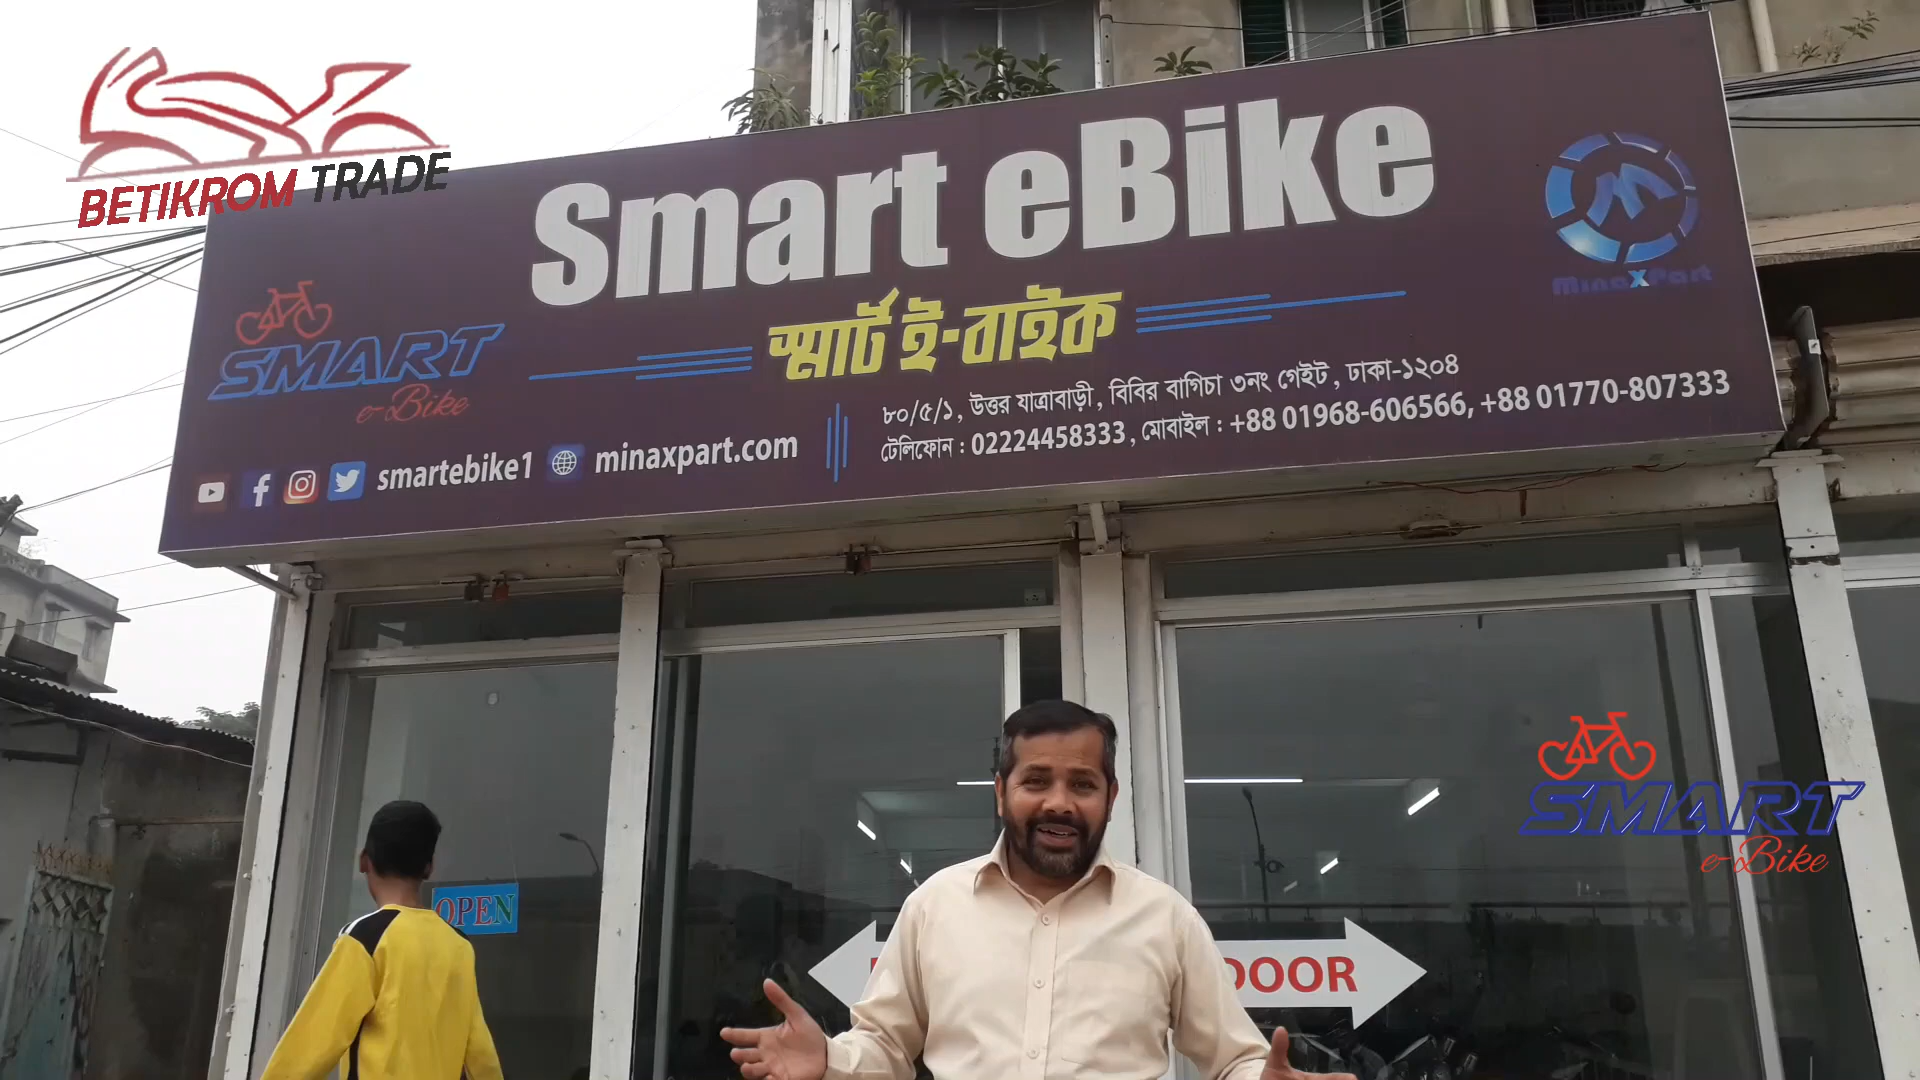 BETIKROM TRADE
Smart eBike
MinaXPart
স্মার্ট ই-বাইক
SMART
e-Bike
৮০/৫/১, উত্তর যাত্রাবাড়ী, বিবির বাগিচা ৩নং গেইট, ঢাকা-১২০৪
smartebike1 minaxpart.com
টেলিফোন : 02224458333, মোবাইল : +88 01968-606566, +88 01770-807333
SMART
e-Bike
OPEN
DOOR